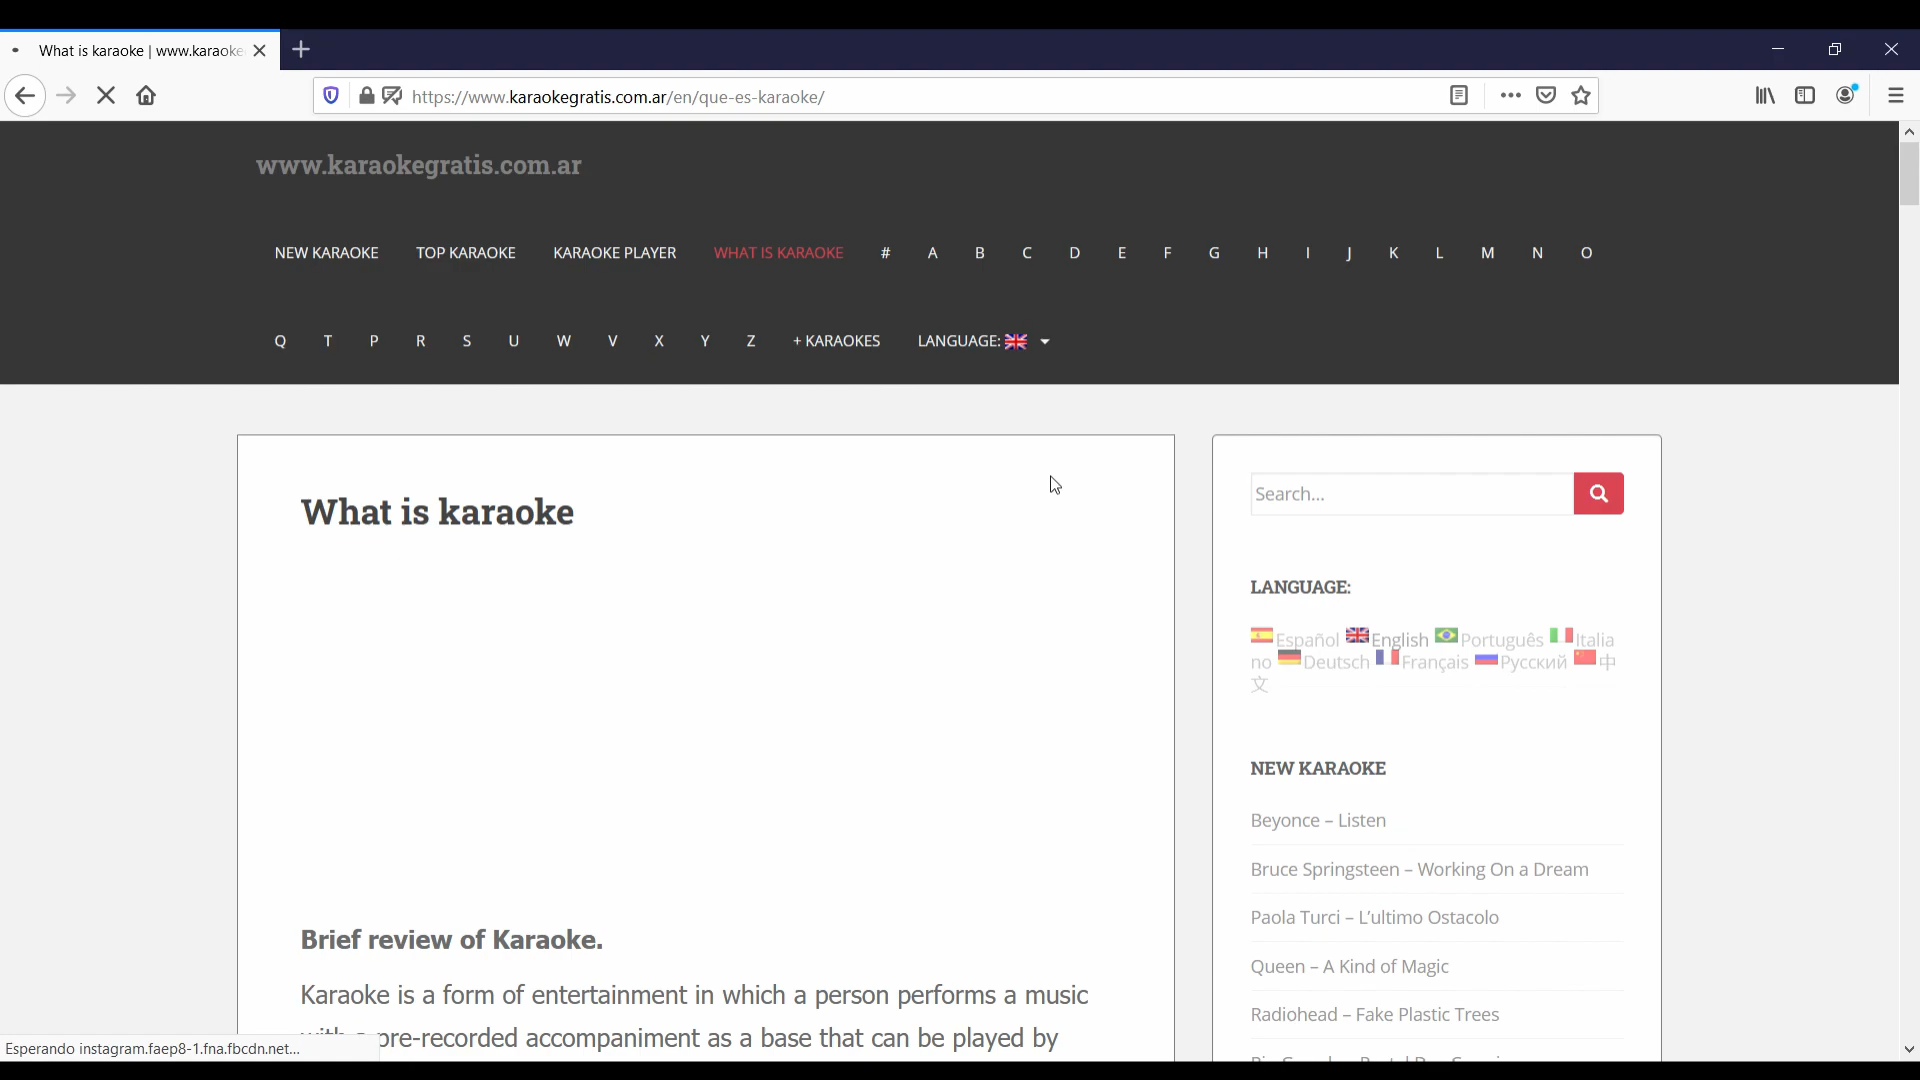 What is karaoke | www.karaoke
https://www.karaokegratis.com.ar/en/que-es-karaoke/
www.karaokegratis.com.ar
NEW KARAOKE TOP KARAOKE KARAOKE PLAYER WHAT IS KARAOKE # A B C D E F G H I J K L M N O
Q T P R S U W V X Y Z + KARAOKES LANGUAGE:
What is karaoke
Brief review of Karaoke.
Karaoke is a form of entertainment in which a person performs a music
pre-recorded accompaniment as a base that can be played by
Search...
LANGUAGE:
Español English Português Italia
no Deutsch Français Русский 中
文
NEW KARAOKE
Beyonce – Listen
Bruce Springsteen – Working On a Dream
Paola Turci – L'ultimo Ostacolo
Queen – A Kind of Magic
Radiohead – Fake Plastic Trees
Esperando instagram.faep8-1.fna.fbcdn.net...